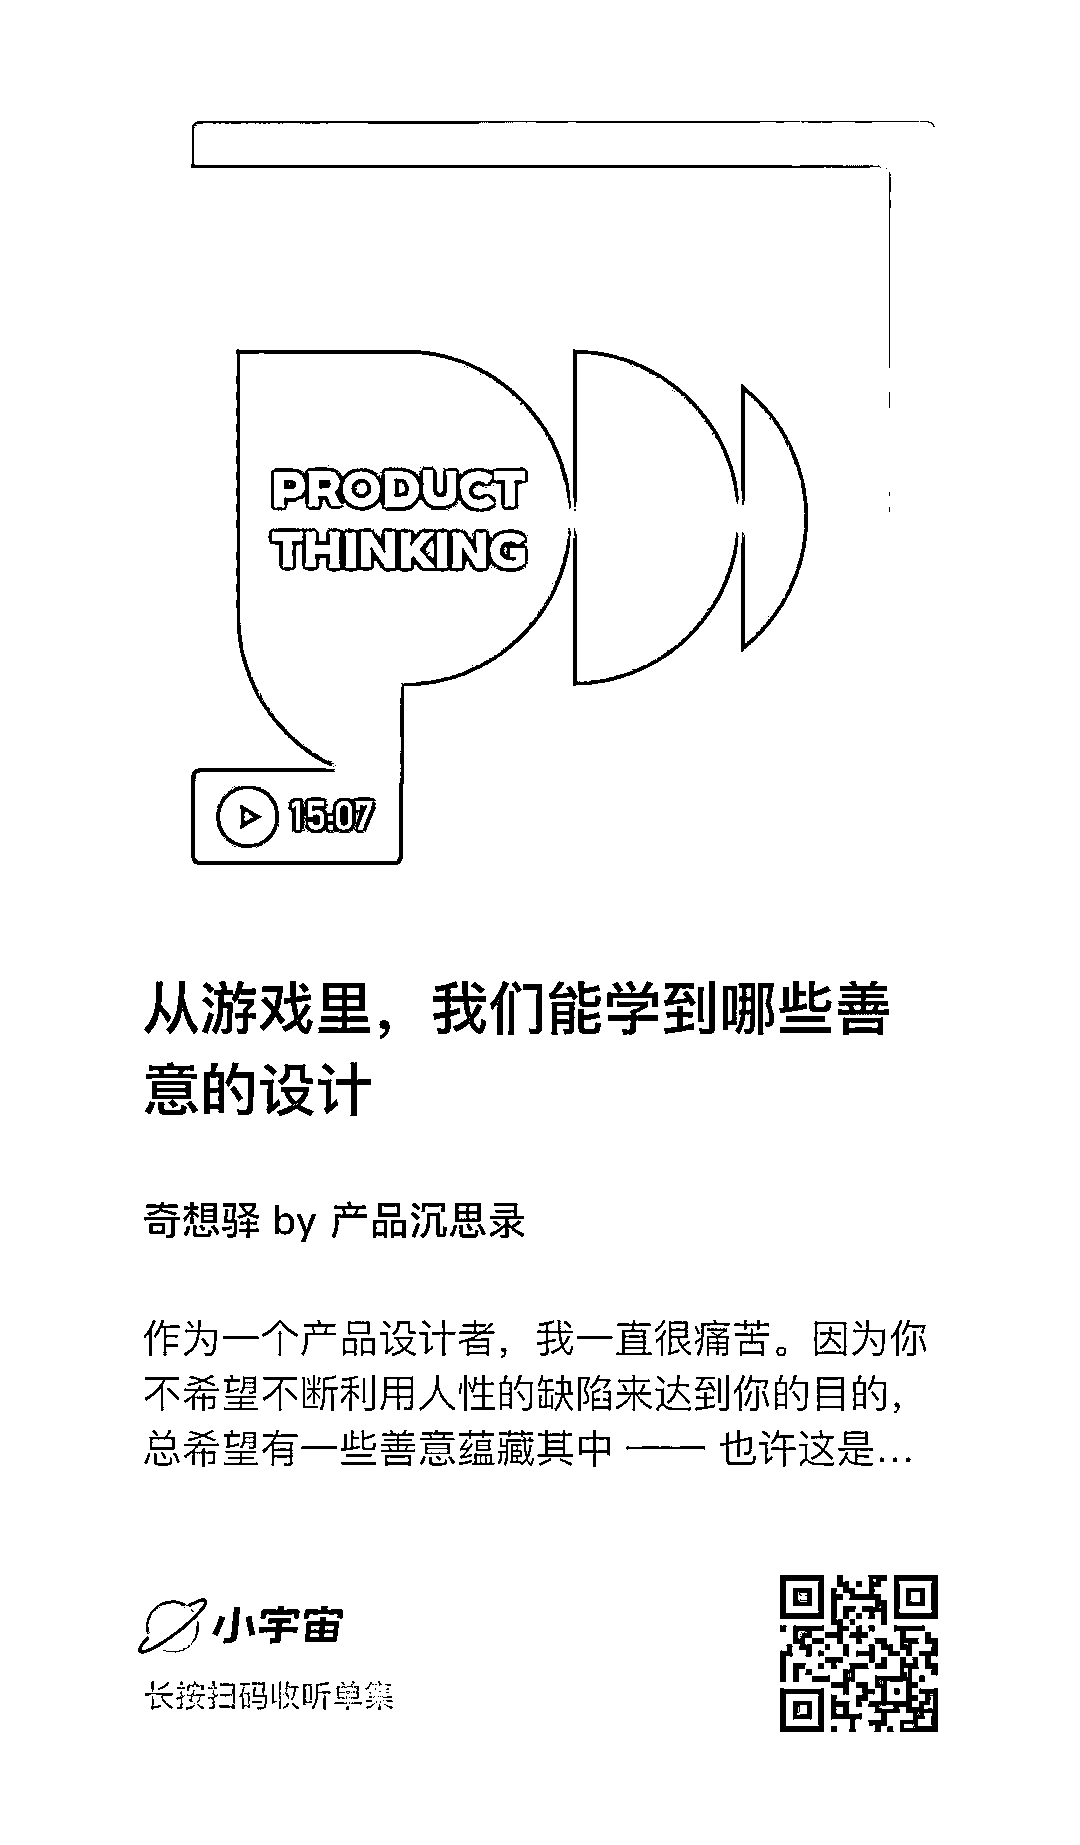 PRODUCT
THINKING
15:07
从游戏里，我们能学到哪些善
意的设计
奇想驿 by 产品沉思录
作为一个产品设计者，我一直很痛苦。因为你
不希望不断利用人性的缺陷来达到你的目的，
总希望有一些善意蕴藏其中 —— 也许这是...
小宇宙
长按扫码收听单集